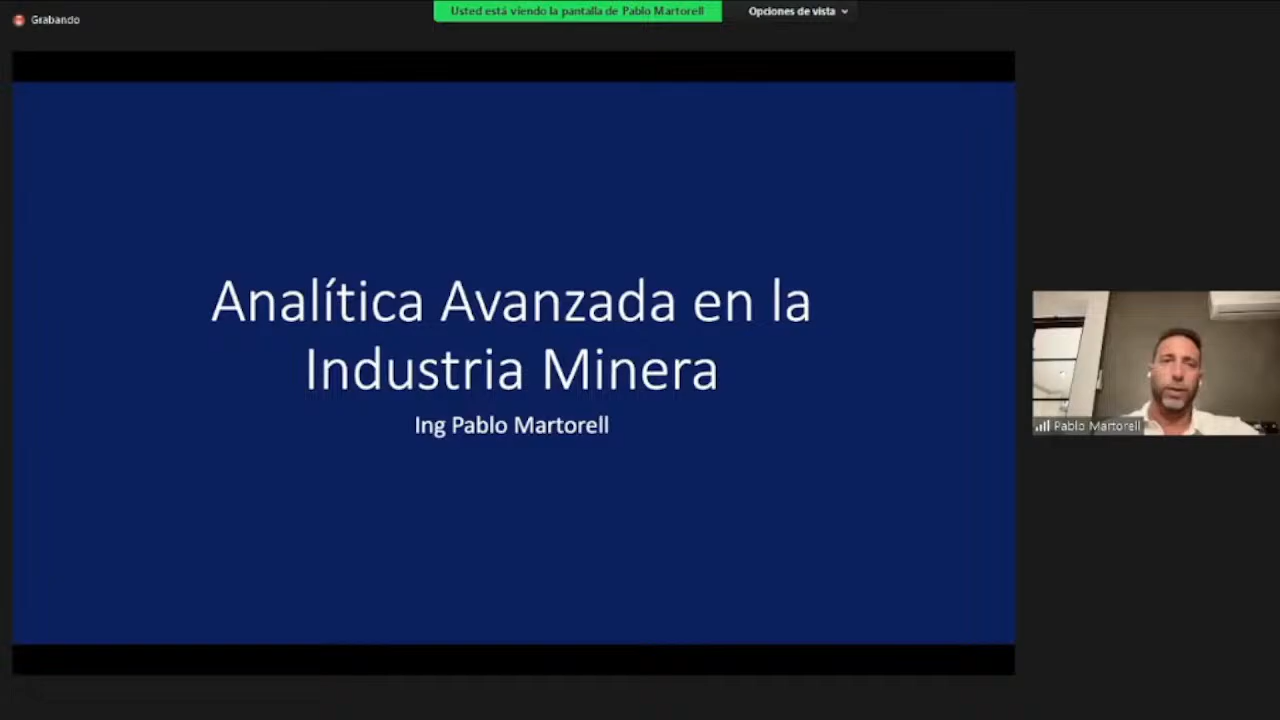 Grabando
Usted está viendo la pantalla de Pablo Martorell
Opciones de vista
Analítica Avanzada en la
Industria Minera
Ing Pablo Martorell
Pablo Martorell